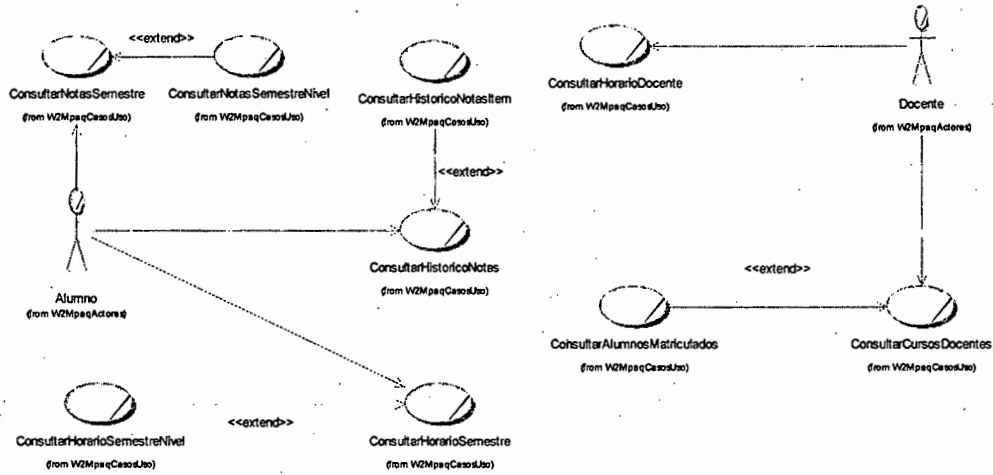 <<extend>>
ConsultarNotasSemestre
(from W2MpaqCasosUso)
ConsultarNotasSemestreNivel
(from W2MpaqCasosUso)
ConsultarHistoricoNotasItem
(from W2MpaqCasosUso)
ConsultarHorarioDocente
(from W2MpaqCasosUso)
Docente
(from W2MpaqActores)
<<extend>>
ConsultarHistoricoNotas
(from W2MpaqCasosUso)
Alumno
(from W2MpaqActores)
<<extend>>
ConsultarAlumnosMatriculados
(from W2MpaqCasosUso)
ConsultarCursosDocentes
(from W2MpaqCasosUso)
<<extend>>
ConsultarHorarioSemestreNivel
(from W2MpaqCasosUso)
ConsultarHorarioSemestre
(from W2MpaqCasosUso)